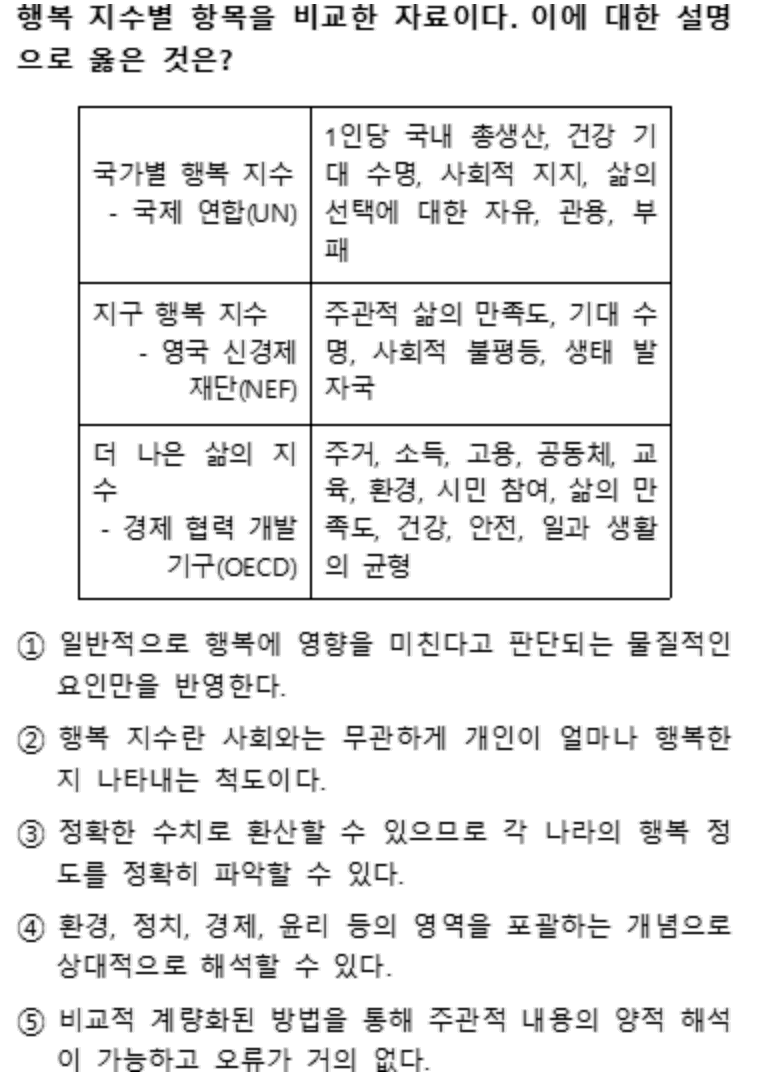 행복 지수별 항목을 비교한 자료이다. 이에 대한 설명
으로 옳은 것은?
국가별 행복 지수
- 국제 연합(UN)
1인당 국내 총생산, 건강 기
대 수명, 사회적 지지, 삶의
선택에 대한 자유, 관용, 부
패
지구 행복 지수
- 영국 신경제
재단(NEF)
주관적 삶의 만족도, 기대 수
명, 사회적 불평등, 생태 발
자국
더 나은 삶의 지
수
- 경제 협력 개발
기구(OECD)
주거, 소득, 고용, 공동체, 교
육, 환경, 시민 참여, 삶의 만
족도, 건강, 안전, 일과 생활
의 균형
① 일반적으로 행복에 영향을 미친다고 판단되는 물질적인
요인만을 반영한다.
② 행복 지수란 사회와는 무관하게 개인이 얼마나 행복한
지 나타내는 척도이다.
③ 정확한 수치로 환산할 수 있으므로 각 나라의 행복 정
도를 정확히 파악할 수 있다.
④ 환경, 정치, 경제, 윤리 등의 영역을 포괄하는 개념으로
상대적으로 해석할 수 있다.
⑤ 비교적 계량화된 방법을 통해 주관적 내용의 양적 해석
이 가능하고 오류가 거의 없다.